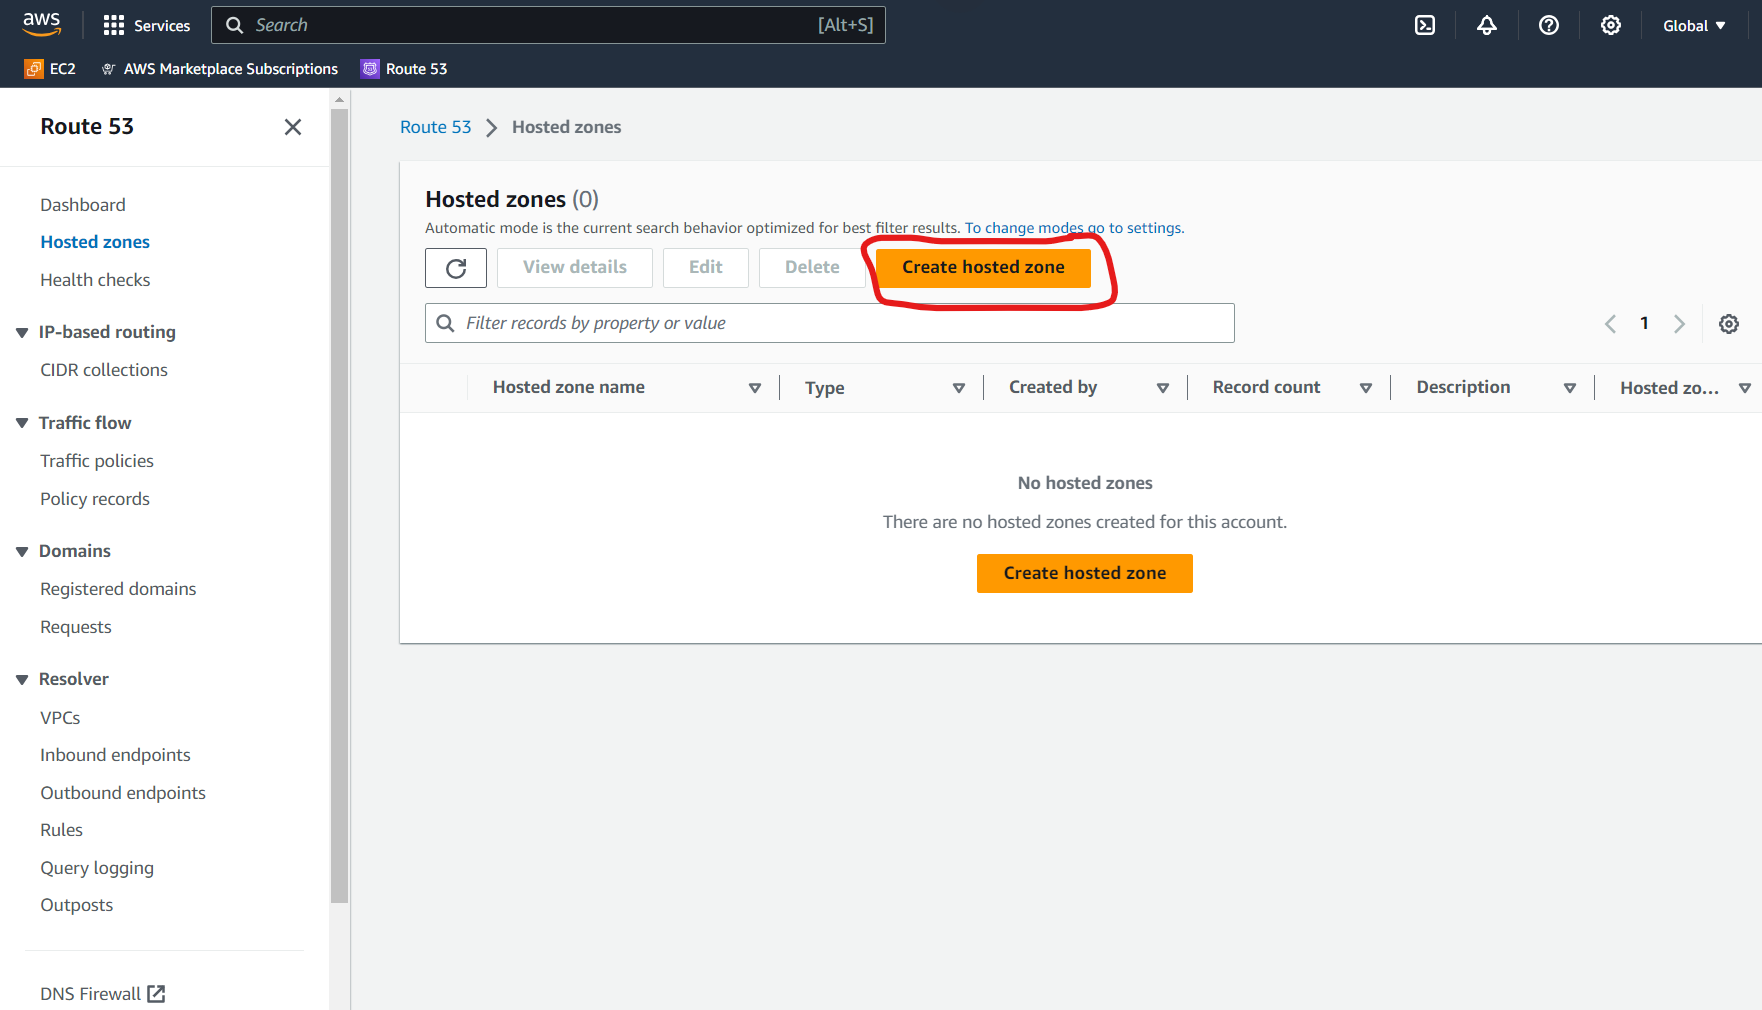 aws
Services
Search [Alt+S]
Global
EC2 AWS Marketplace Subscriptions Route 53
Route 53
Dashboard
Hosted zones
Health checks
IP-based routing
CIDR collections
Traffic flow
Traffic policies
Policy records
Domains
Registered domains
Requests
Resolver
VPCs
Inbound endpoints
Outbound endpoints
Rules
Query logging
Outposts
DNS Firewall
Route 53 Hosted zones
Hosted zones (0)
Automatic mode is the current search behavior optimized for best filter results. To change modes go to settings.
View details Edit Delete Create hosted zone
Filter records by property or value
1
Hosted zone name Type Created by Record count Description Hosted zo...
No hosted zones
There are no hosted zones created for this account.
Create hosted zone